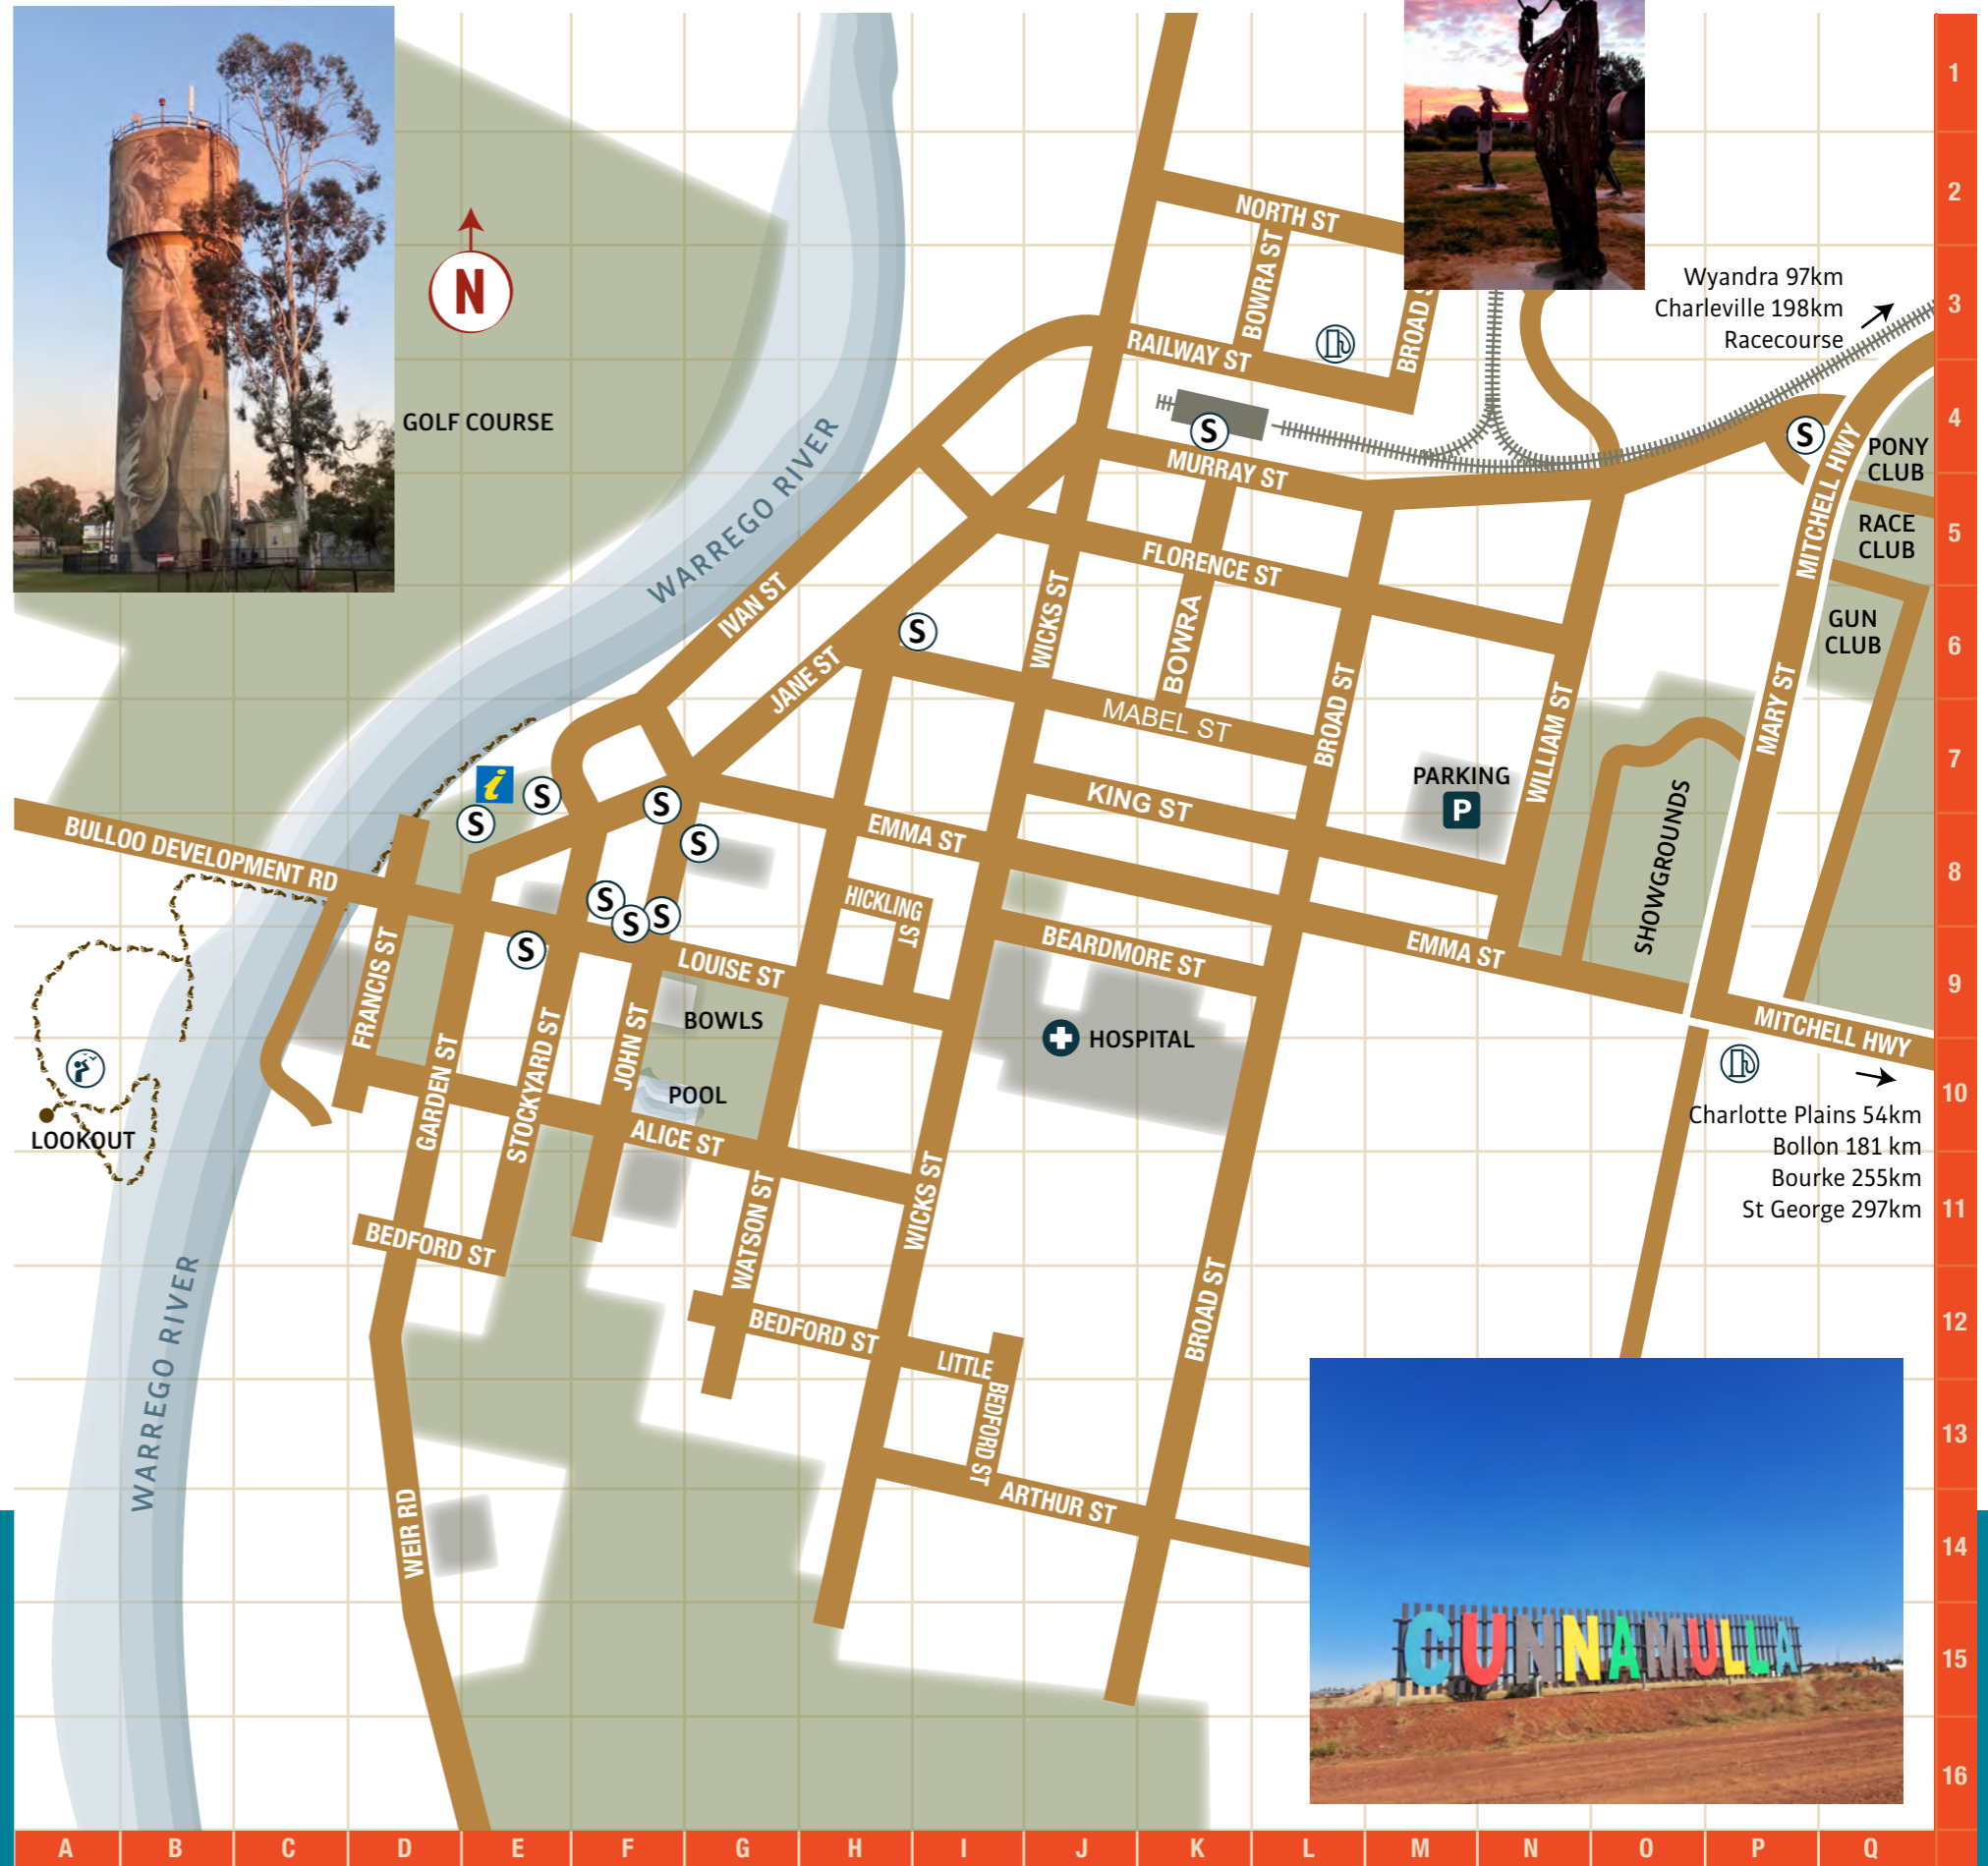 1
NORTH ST
2
BOWRA ST
N
Wyandra 97km
Charleville 198km
Racecourse
3
BROAD S
RAILWAY ST
GOLF COURSE
S
S
4
PONY
CLUB
MURRAY ST
MITCHELL HWY
WARREGO RIVER
RACE
CLUB
5
FLORENCE ST
IVAN ST
WICKS ST
S
BOWRA
GUN
CLUB
6
JANE ST
MABEL ST
BROAD ST
WILLIAM ST
MARY ST
7
i
S
S
S
PARKING
P
KING ST
BULLOO DEVELOPMENT RD
S
EMMA ST
SHOWGROUNDS
8
HICKLING
ST
S
S
S
S
FRANCIS ST
LOUISE ST
BEARDMORE ST
EMMA ST
9
BOWLS
HOSPITAL
MITCHELL HWY
GARDEN ST
STOCKYARD ST
JOHN ST
POOL
10
LOOKOUT
ALICE ST
Charlotte Plains 54km
Bollon 181 km
Bourke 255km
St George 297km
11
BEDFORD ST
WATSON ST
WICKS ST
WARREGO RIVER
BEDFORD ST
LITTLE
BEDFORD ST
BROAD ST
12
13
ARTHUR ST
WEIR RD
14
CUNNAMULLA
15
16
A B C D E F G H I J K L M N O P Q